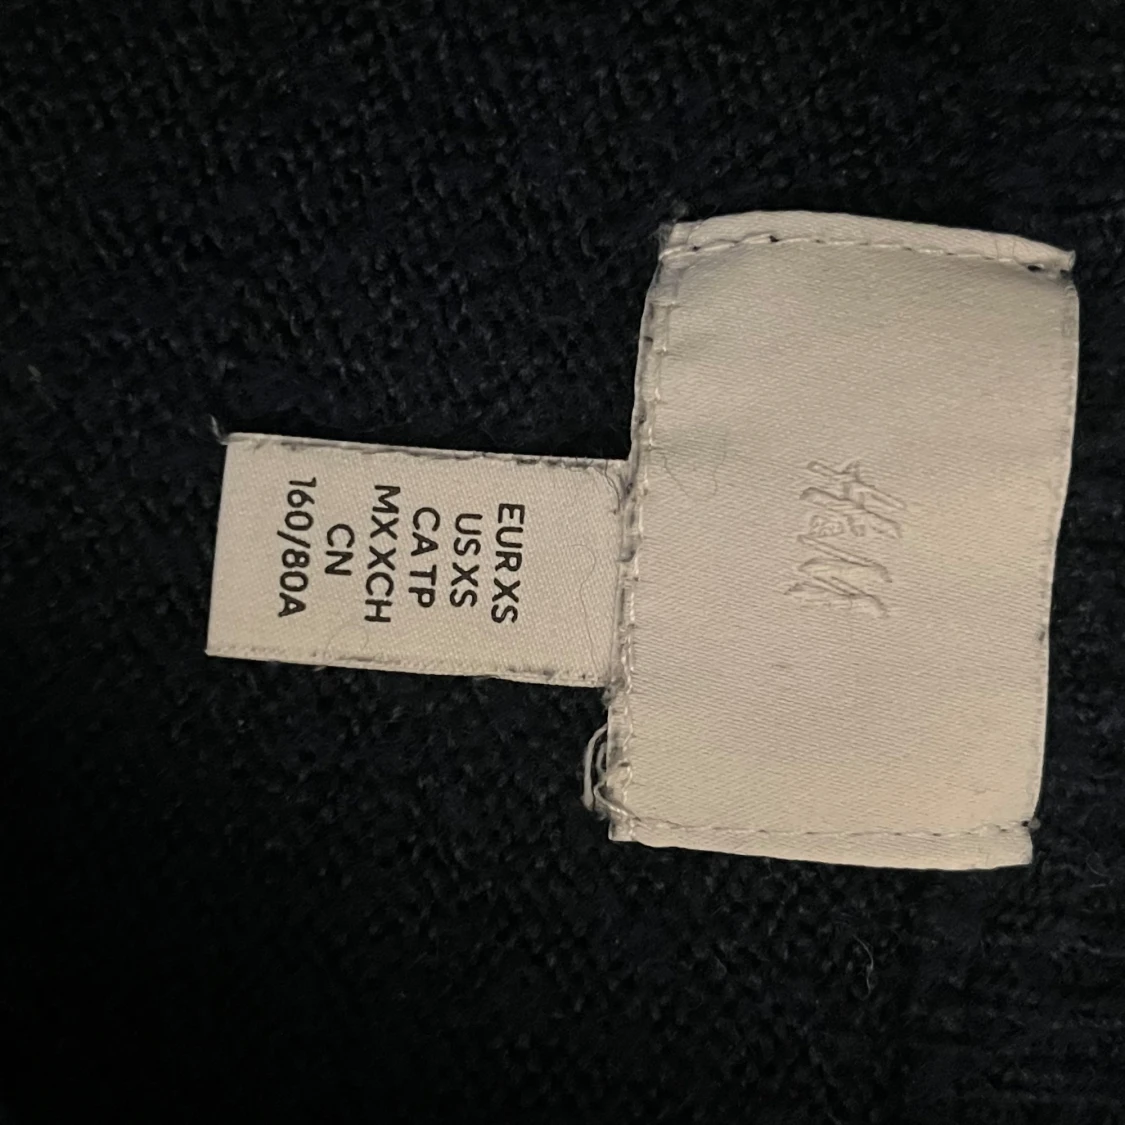 H&M
EUR XS
US XS
CA TP
MX XCH
CN
160/80A